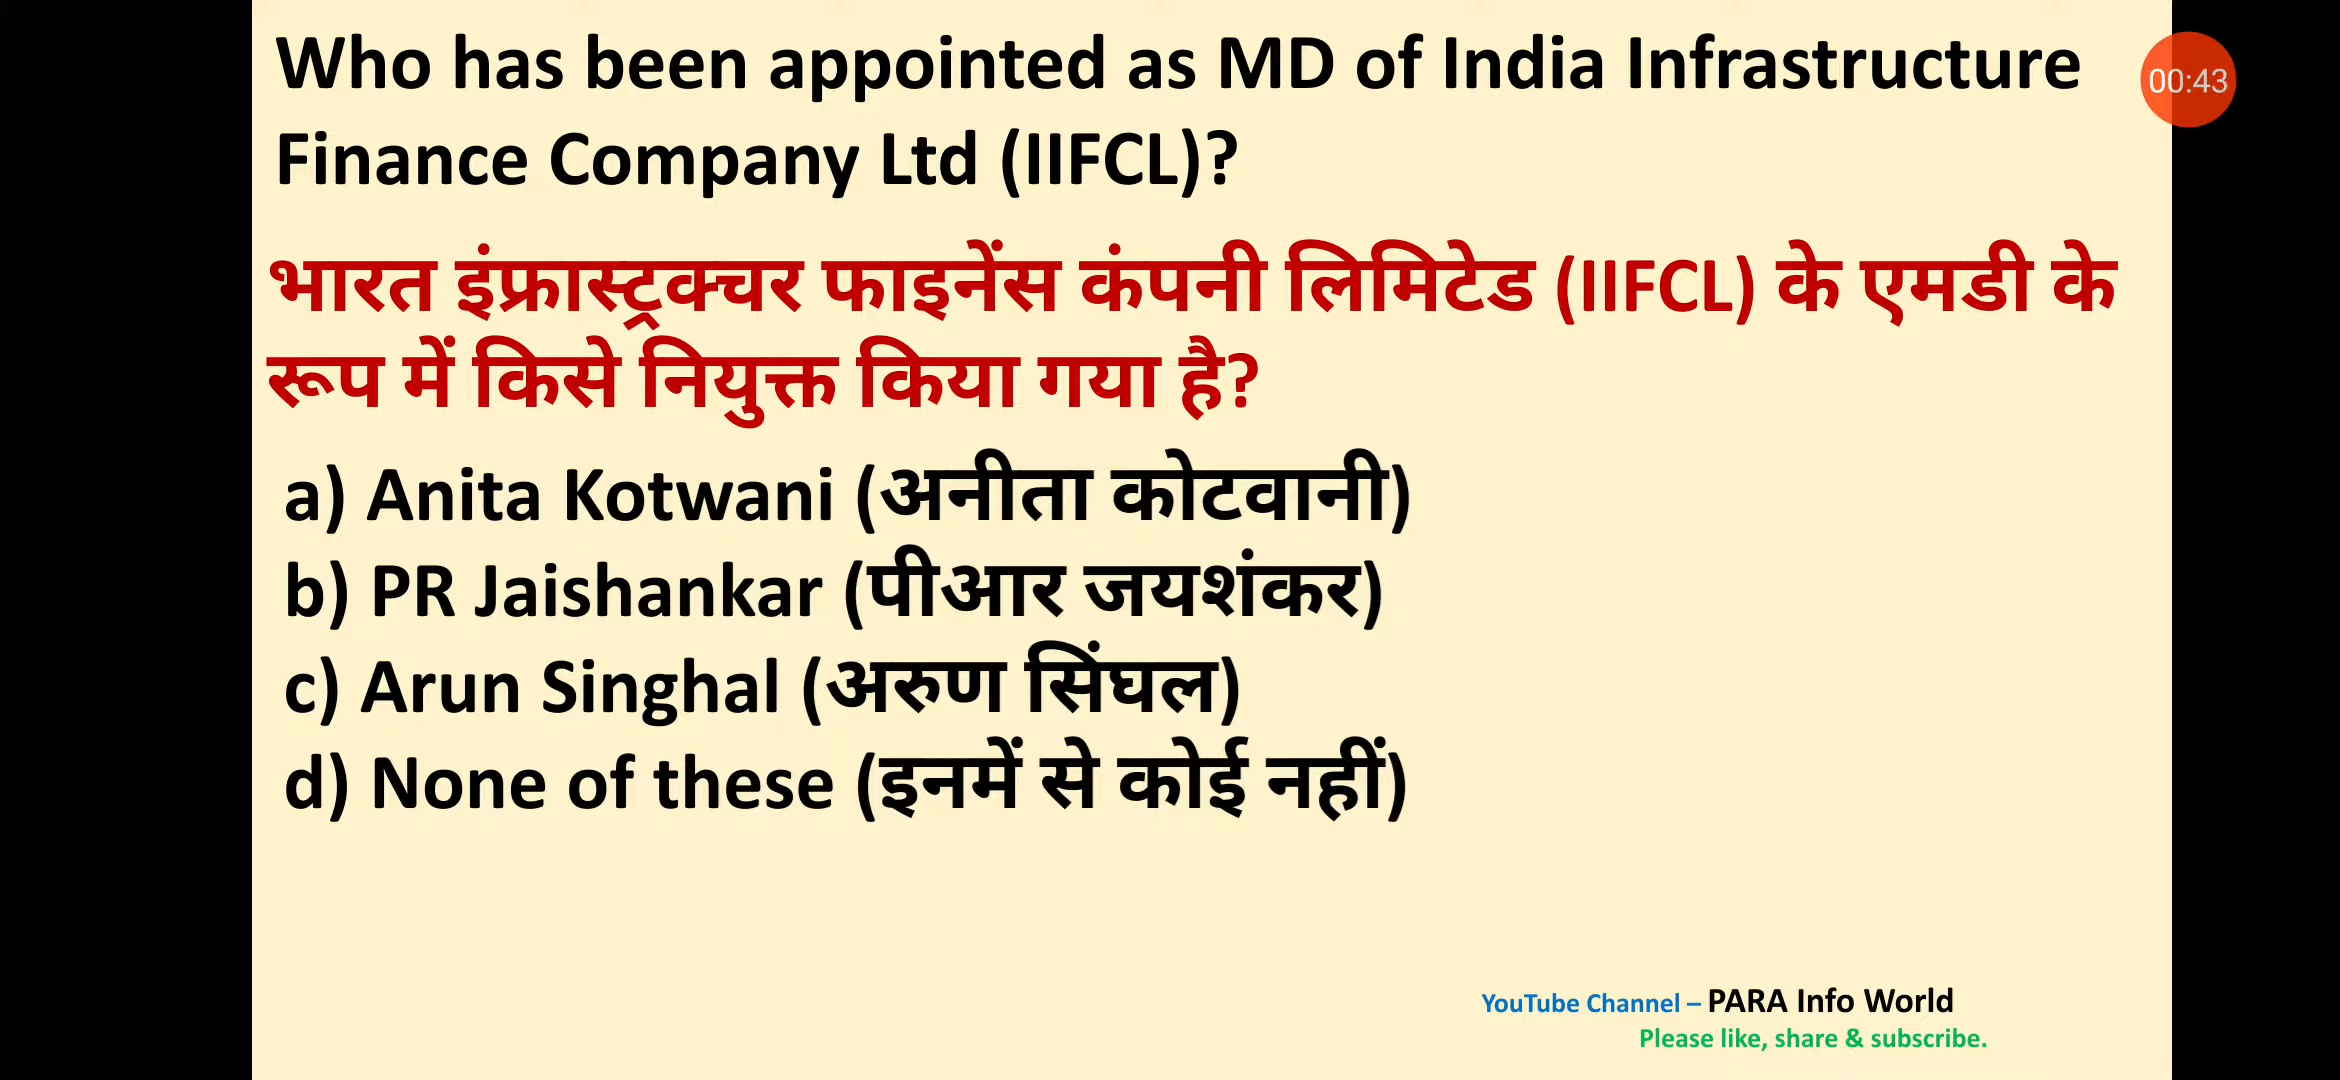 Who has been appointed as MD of India Infrastructure
00:43
Finance Company Ltd (IIFCL)?
भारत इंफ्रास्ट्रक्चर फाइनेंस कंपनी लिमिटेड (IIFCL) के एमडी के
रूप में किसे नियुक्त किया गया है?
a) Anita Kotwani (अनीता कोटवानी)
b) PR Jaishankar (पीआर जयशंकर)
c) Arun Singhal (अरुण सिंघल)
d) None of these (इनमें से कोई नहीं)
YouTube Channel – PARA Info World
Please like, share & subscribe.